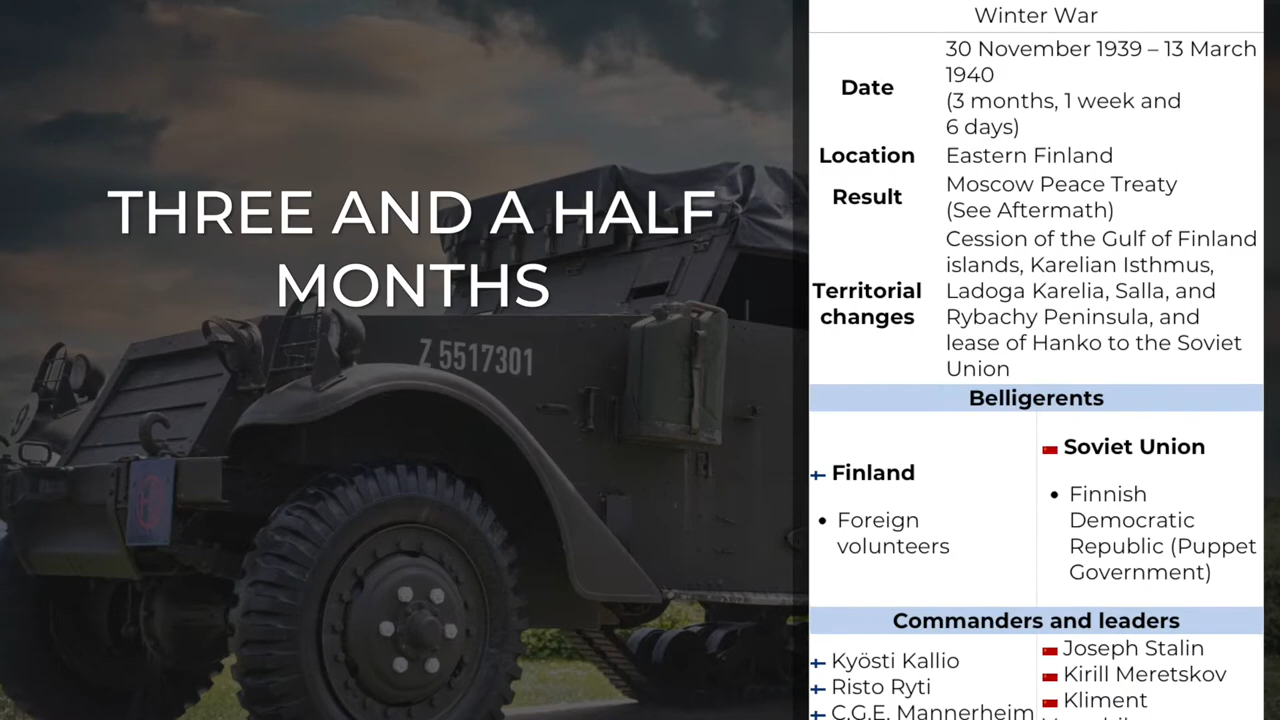 THREE AND A HALF
MONTHS
Z 5517301
Winter War
Date
30 November 1939 – 13 March
1940
(3 months, 1 week and
6 days)
Location
Eastern Finland
Result
Moscow Peace Treaty
(See Aftermath)
Territorial
changes
Cession of the Gulf of Finland
islands, Karelian Isthmus,
Ladoga Karelia, Salla, and
Rybachy Peninsula, and
lease of Hanko to the Soviet
Union
Belligerents
Finland
• Foreign
volunteers
Soviet Union
• Finnish
Democratic
Republic (Puppet
Government)
Commanders and leaders
Kyösti Kallio
Risto Ryti
C.G.E. Mannerheim
Joseph Stalin
Kirill Meretskov
Kliment